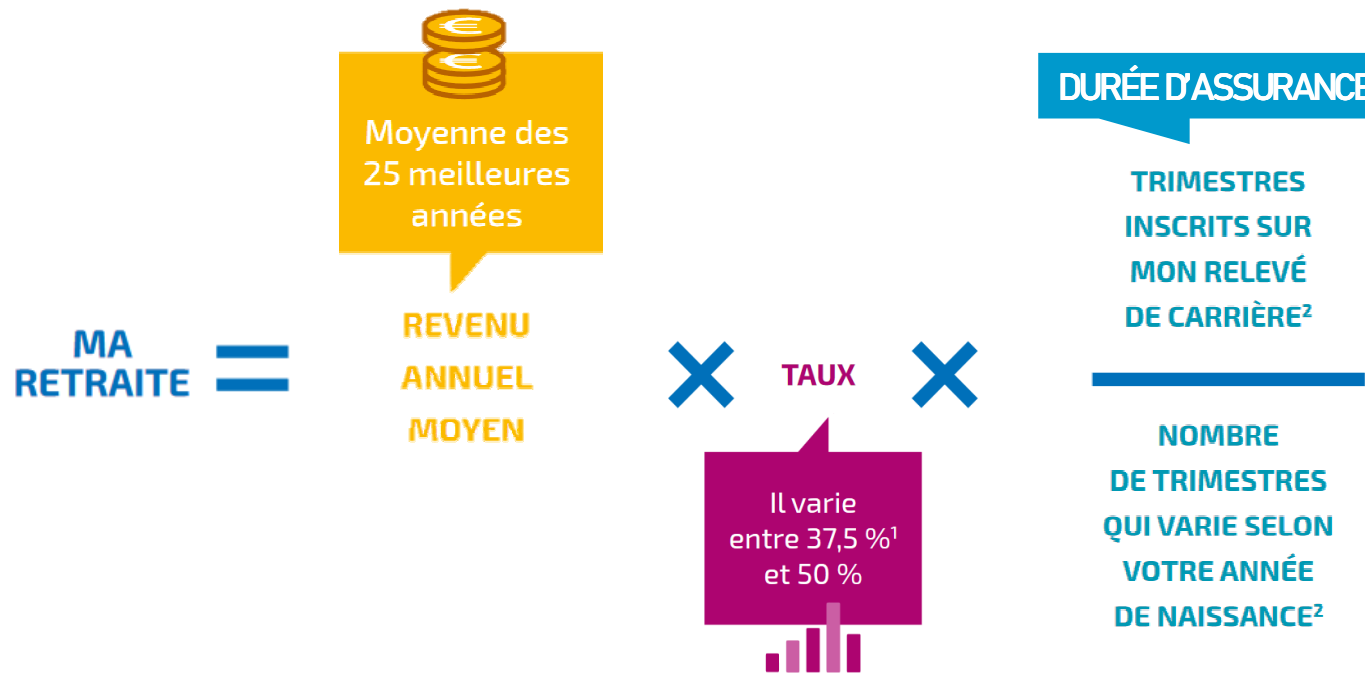 MA
RETRAITE
=
€
€
Moyenne des
25 meilleures
années
REVENU
ANNUEL
MOYEN
×
TAUX
Il varie
entre 37,5 %¹
et 50 %
×
DURÉE D'ASSURANCE
TRIMESTRES
INSCRITS SUR
MON RELEVÉ
DE CARRIÈRE²
NOMBRE
DE TRIMESTRES
QUI VARIE SELON
VOTRE ANNÉE
DE NAISSANCE²